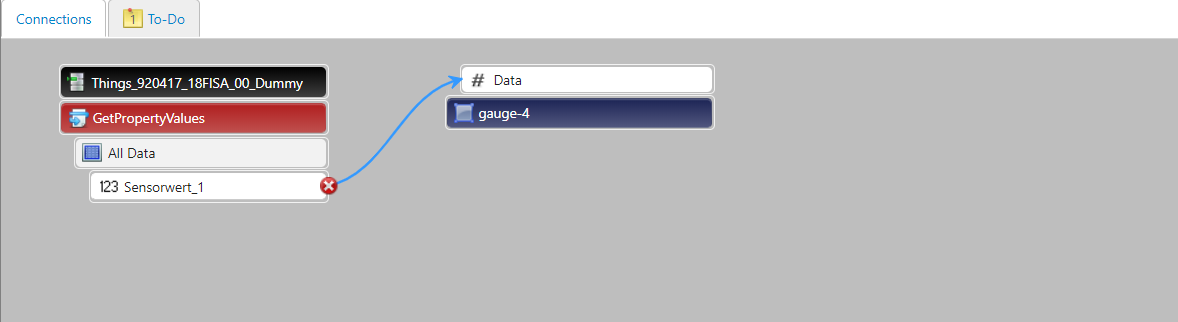 Connections
1 To-Do
Things_920417_18FISA_00_Dummy
GetPropertyValues
All Data
123 Sensorwert_1
# Data
gauge-4